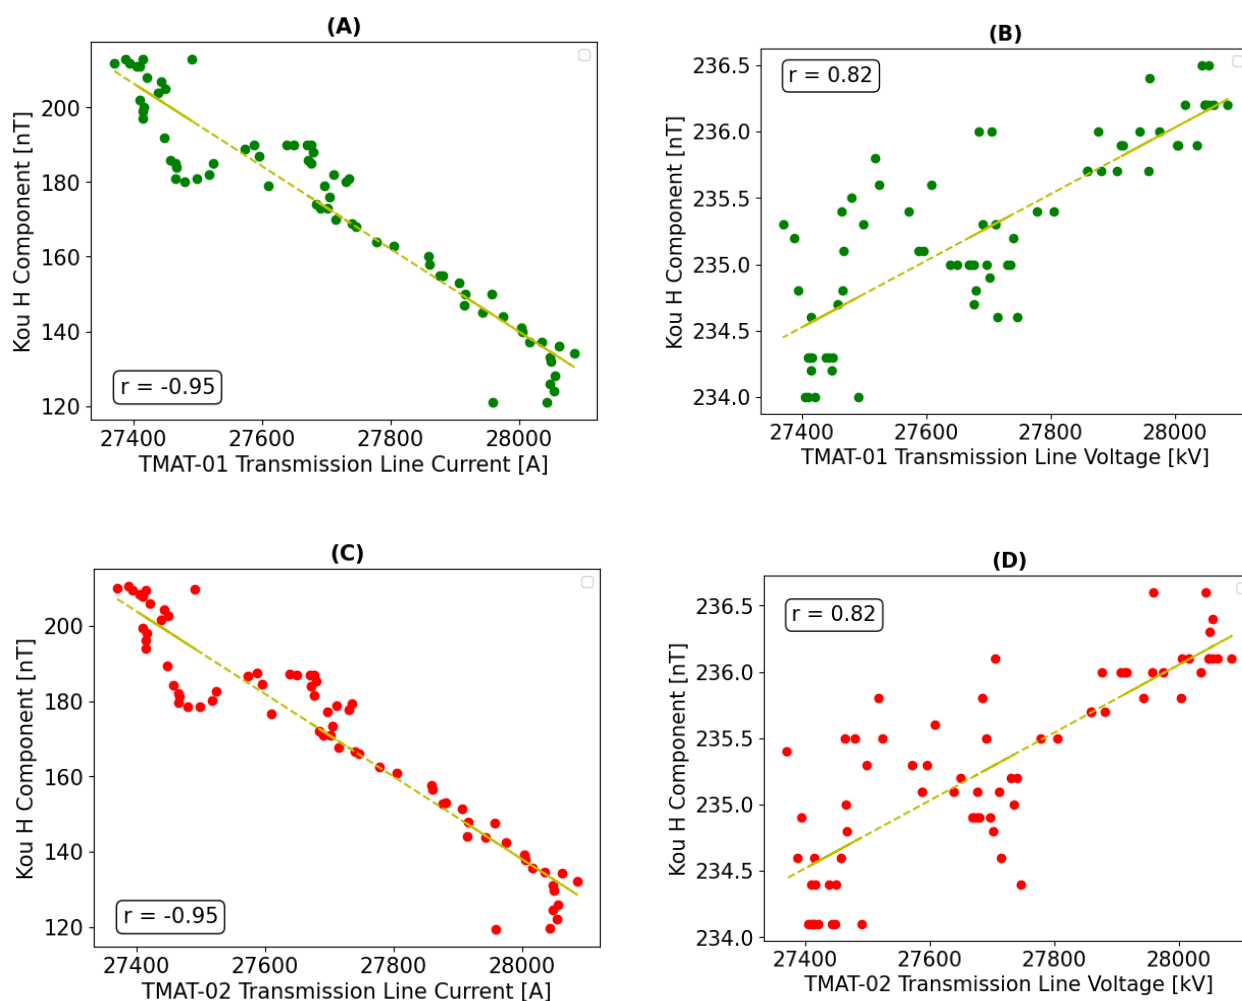 (A)
Kou H Component [nT]
200
180
160
140
120
r = -0.95
27400 27600 27800 28000
TMAT-01 Transmission Line Current [A]
(B)
Kou H Component [nT]
236.5
236.0
235.5
235.0
234.5
234.0
r = 0.82
27400 27600 27800 28000
TMAT-01 Transmission Line Voltage [kV]
(C)
Kou H Component [nT]
200
180
160
140
120
r = -0.95
27400 27600 27800 28000
TMAT-02 Transmission Line Current [A]
(D)
Kou H Component [nT]
236.5
236.0
235.5
235.0
234.5
234.0
r = 0.82
27400 27600 27800 28000
TMAT-02 Transmission Line Voltage [kV]